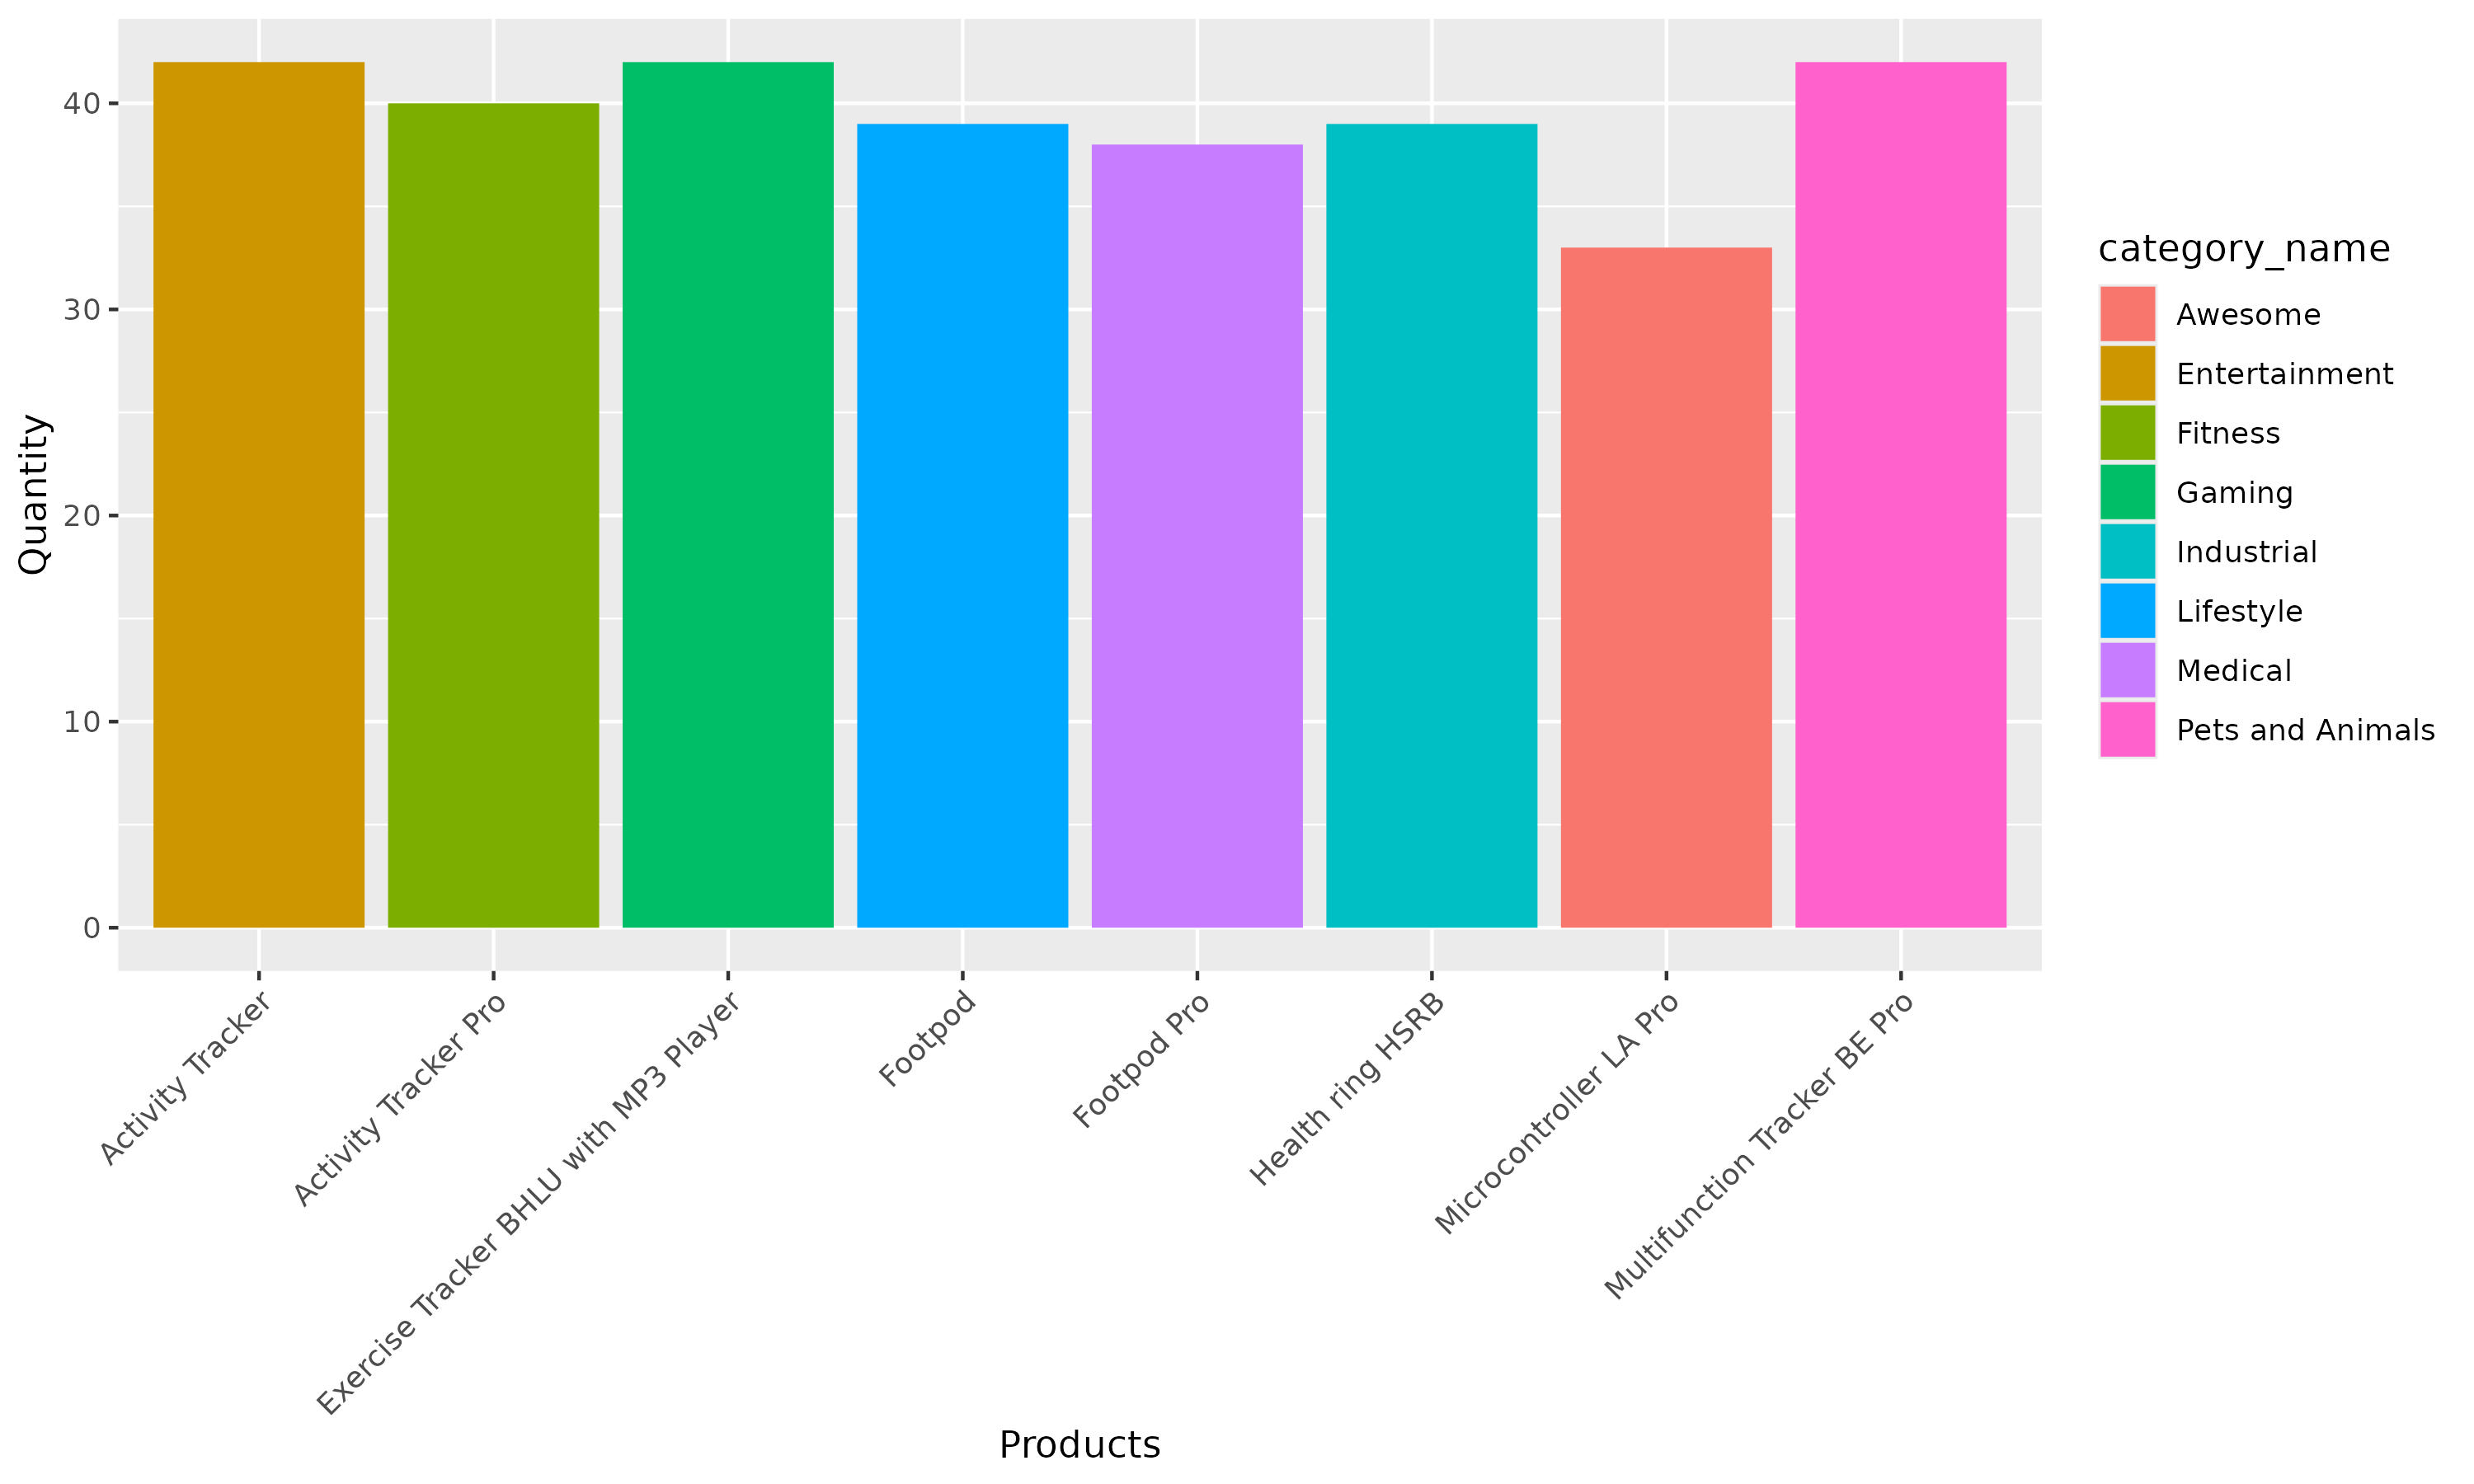 Quantity
40
30
20
10
0
Activity Tracker
Activity Tracker Pro
Exercise Tracker BHLU with MP3 Player
Footpod
Footpod Pro
Health ring HSRB
Microcontroller LA Pro
Multifunction Tracker BE Pro
Products
category_name
Awesome
Entertainment
Fitness
Gaming
Industrial
Lifestyle
Medical
Pets and Animals